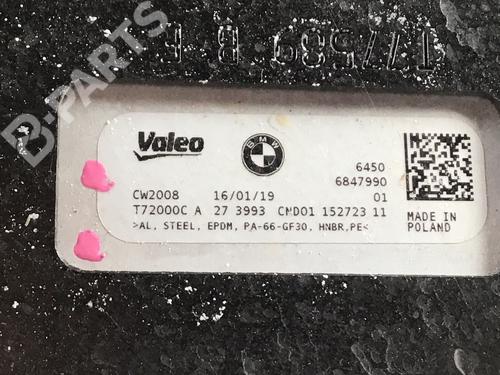 B-PARTS
Valeo
BMW
6450
6847990
CW2008 16/01/19 01
T72000C A 27 3993 CND01 152723 11
>AL, STEEL, EPDM, PA-66-GF30, HNBR,PE<
MADE IN
POLAND